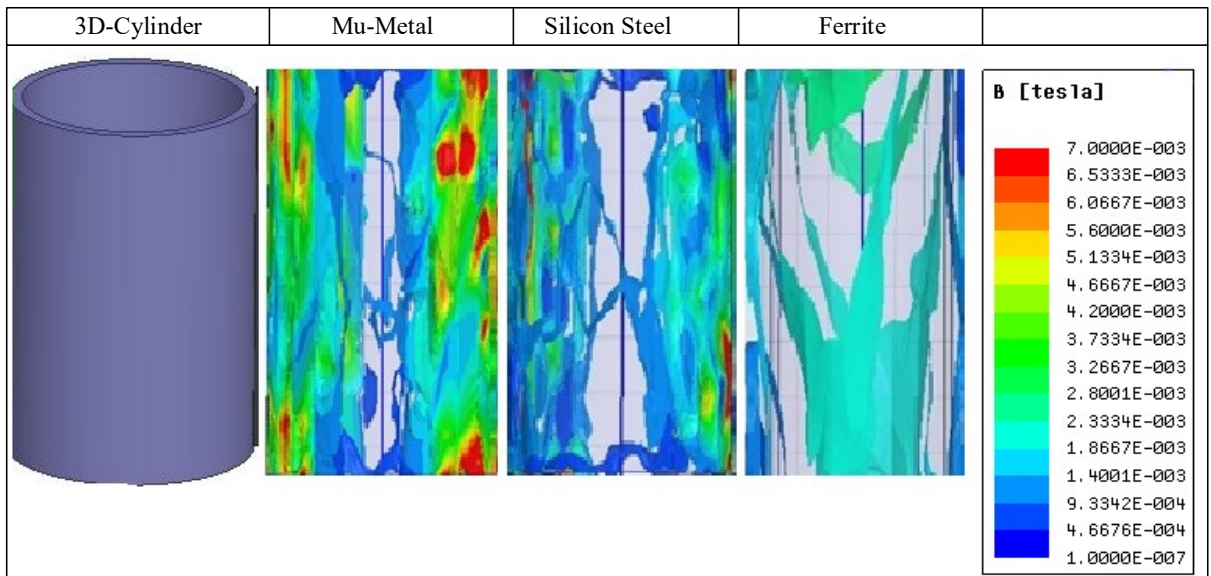 3D-Cylinder Mu-Metal Silicon Steel Ferrite
B [tesla]
7.0000E-003
6.5333E-003
6.0667E-003
5.6000E-003
5.1334E-003
4.6667E-003
4.2000E-003
3.7334E-003
3.2667E-003
2.8001E-003
2.3334E-003
1.8667E-003
1.4001E-003
9.3342E-004
4.6676E-004
1.0000E-007